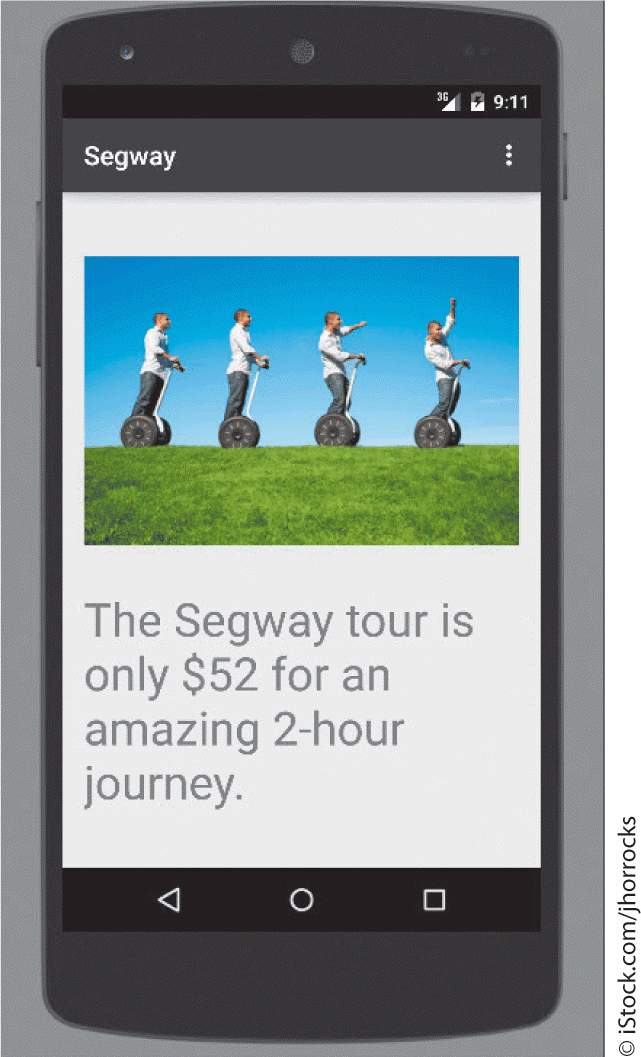 3G
9:11
Segway
The Segway tour is
only $52 for an
amazing 2-hour
journey.
© iStock.com/jhorrocks